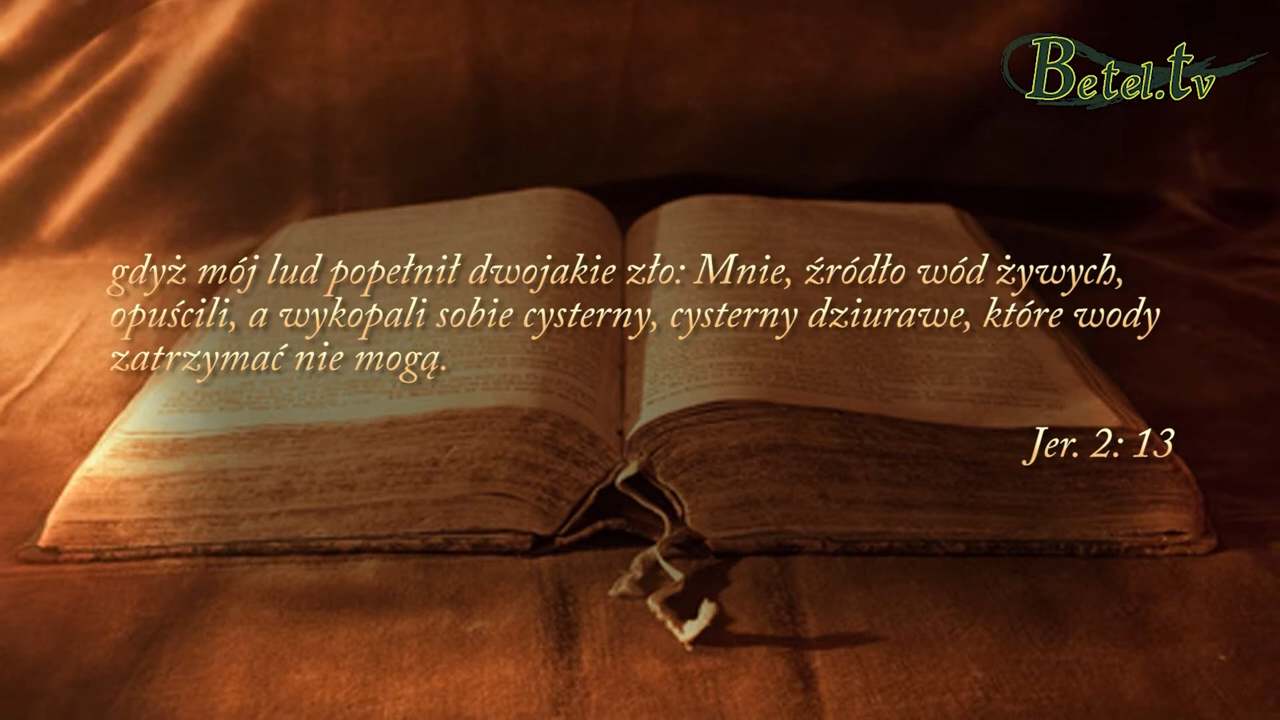 Betel.tv
gdyż mój lud popełnił dwojakie zło: Mnie, źródło wód żywych,
opuścili, a wykopali sobie cysterny, cysterny dziurawe, które wody
zatrzymać nie mogą.
Jer. 2: 13